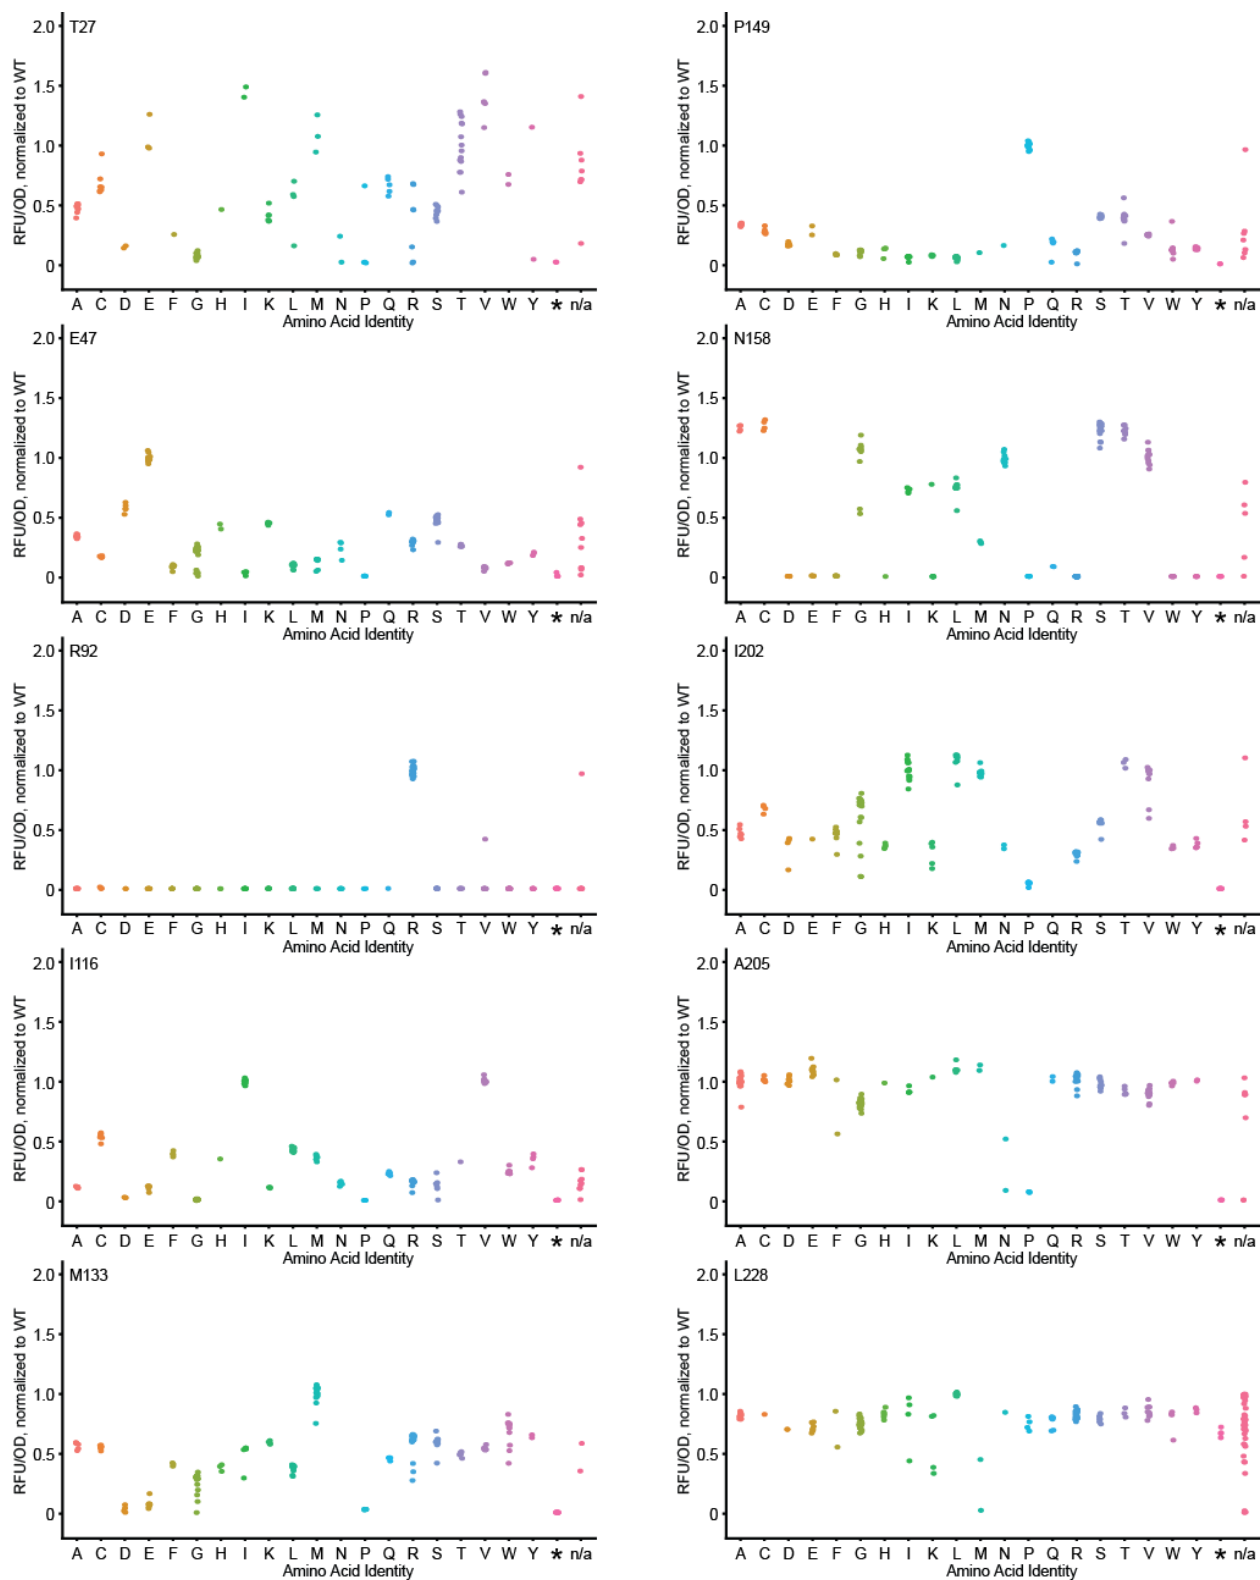 T27
RFU/OD, normalized to WT
2.0
1.5
1.0
0.5
0
A C D E F G H I K L M N P Q R S T V W Y * n/a
Amino Acid Identity
P149
RFU/OD, normalized to WT
2.0
1.5
1.0
0.5
0
A C D E F G H I K L M N P Q R S T V W Y * n/a
Amino Acid Identity
E47
RFU/OD, normalized to WT
2.0
1.5
1.0
0.5
0
A C D E F G H I K L M N P Q R S T V W Y * n/a
Amino Acid Identity
N158
RFU/OD, normalized to WT
2.0
1.5
1.0
0.5
0
A C D E F G H I K L M N P Q R S T V W Y * n/a
Amino Acid Identity
R92
RFU/OD, normalized to WT
2.0
1.5
1.0
0.5
0
A C D E F G H I K L M N P Q R S T V W Y * n/a
Amino Acid Identity
I202
RFU/OD, normalized to WT
2.0
1.5
1.0
0.5
0
A C D E F G H I K L M N P Q R S T V W Y * n/a
Amino Acid Identity
I116
RFU/OD, normalized to WT
2.0
1.5
1.0
0.5
0
A C D E F G H I K L M N P Q R S T V W Y * n/a
Amino Acid Identity
A205
RFU/OD, normalized to WT
2.0
1.5
1.0
0.5
0
A C D E F G H I K L M N P Q R S T V W Y * n/a
Amino Acid Identity
M133
RFU/OD, normalized to WT
2.0
1.5
1.0
0.5
0
A C D E F G H I K L M N P Q R S T V W Y * n/a
Amino Acid Identity
L228
RFU/OD, normalized to WT
2.0
1.5
1.0
0.5
0
A C D E F G H I K L M N P Q R S T V W Y * n/a
Amino Acid Identity